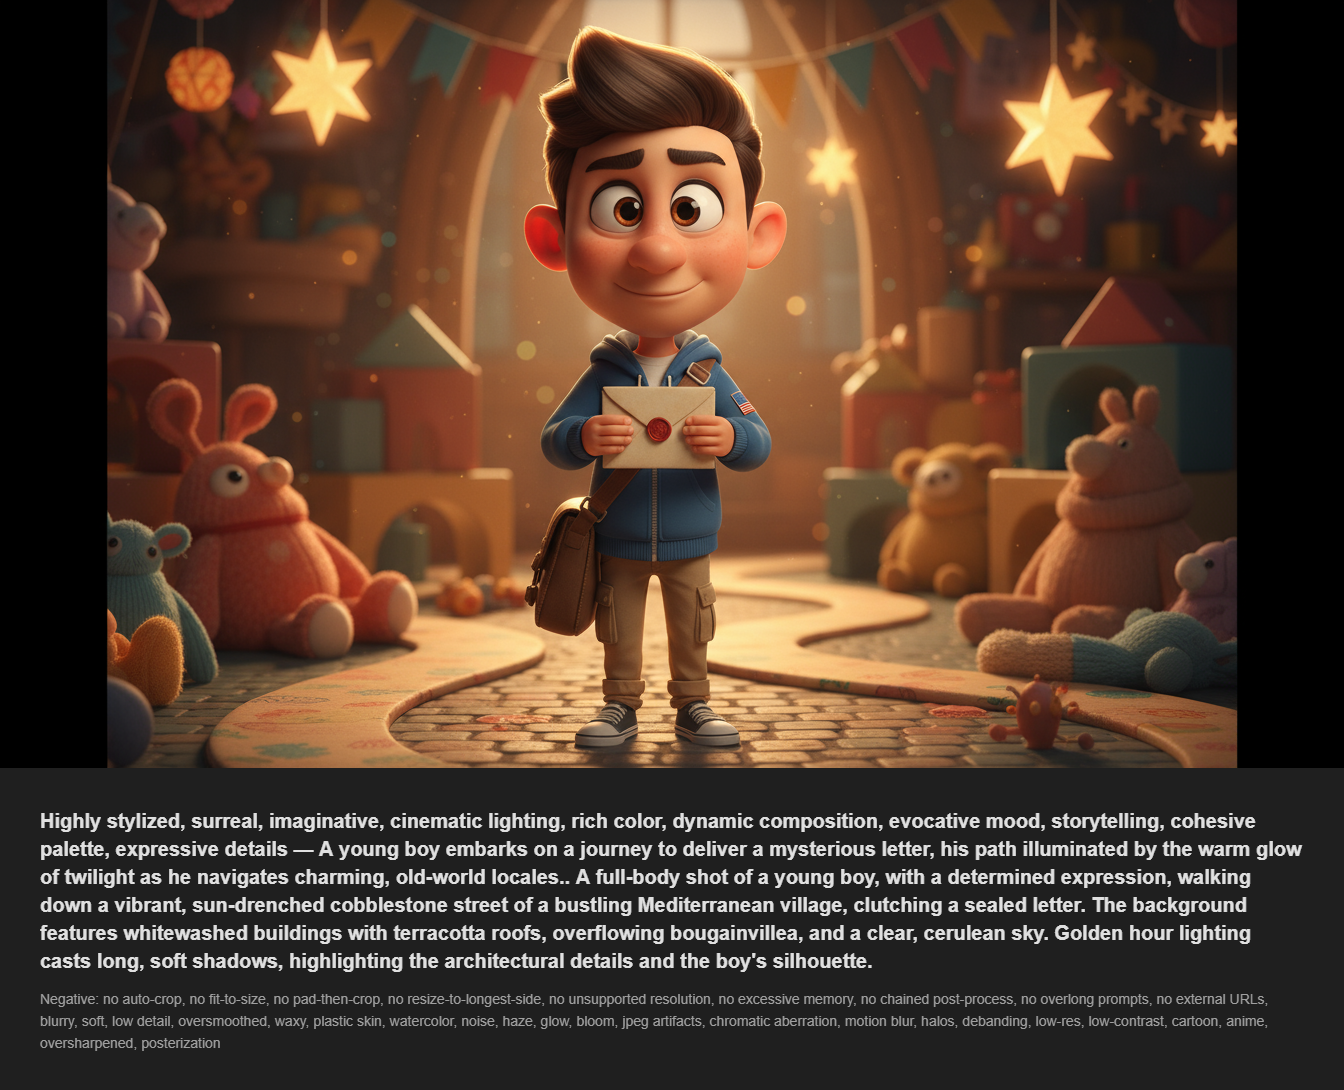 Highly stylized, surreal, imaginative, cinematic lighting, rich color, dynamic composition, evocative mood, storytelling, cohesive
palette, expressive details — A young boy embarks on a journey to deliver a mysterious letter, his path illuminated by the warm glow
of twilight as he navigates charming, old-world locales.. A full-body shot of a young boy, with a determined expression, walking
down a vibrant, sun-drenched cobblestone street of a bustling Mediterranean village, clutching a sealed letter. The background
features whitewashed buildings with terracotta roofs, overflowing bougainvillea, and a clear, cerulean sky. Golden hour lighting
casts long, soft shadows, highlighting the architectural details and the boy's silhouette.
Negative: no auto-crop, no fit-to-size, no pad-then-crop, no resize-to-longest-side, no unsupported resolution, no excessive memory, no chained post-process, no overlong prompts, no external URLs,
blurry, soft, low detail, oversmoothed, waxy, plastic skin, watercolor, noise, haze, glow, bloom, jpeg artifacts, chromatic aberration, motion blur, halos, debanding, low-res, low-contrast, cartoon, anime,
oversharpened, posterization